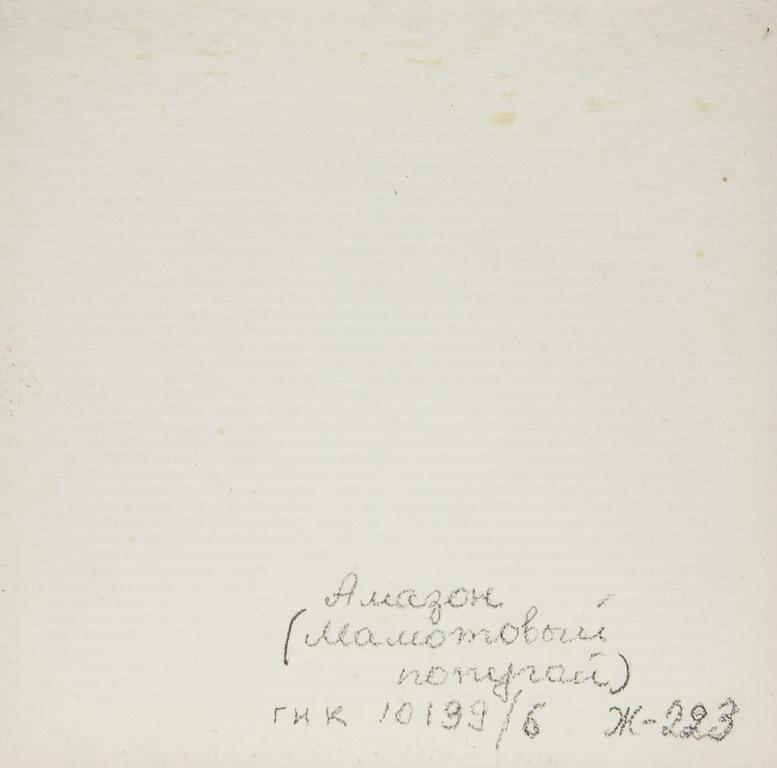 Амазон
(Мамотовый
попугай)
гик 10199/6 Ж-223